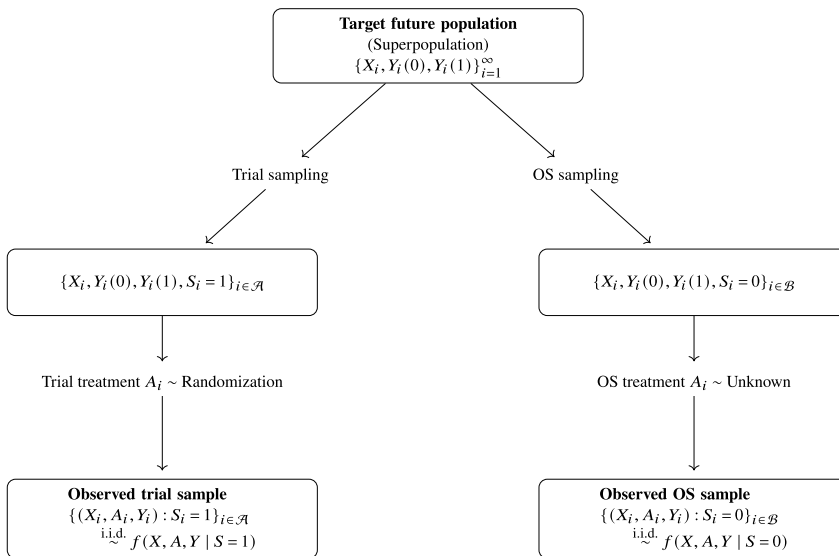 Target future population
(Superpopulation)
{X_i, Y_i(0), Y_i(1)}_{i=1}^∞
Trial sampling
OS sampling
{X_i, Y_i(0), Y_i(1), S_i = 1}_{i∈𝒜}
{X_i, Y_i(0), Y_i(1), S_i = 0}_{i∈ℬ}
Trial treatment A_i ~ Randomization
OS treatment A_i ~ Unknown
Observed trial sample
{(X_i, A_i, Y_i) : S_i = 1}_{i∈𝒜}
i.i.d.
~ f(X, A, Y | S = 1)
Observed OS sample
{(X_i, A_i, Y_i) : S_i = 0}_{i∈ℬ}
i.i.d.
~ f(X, A, Y | S = 0)